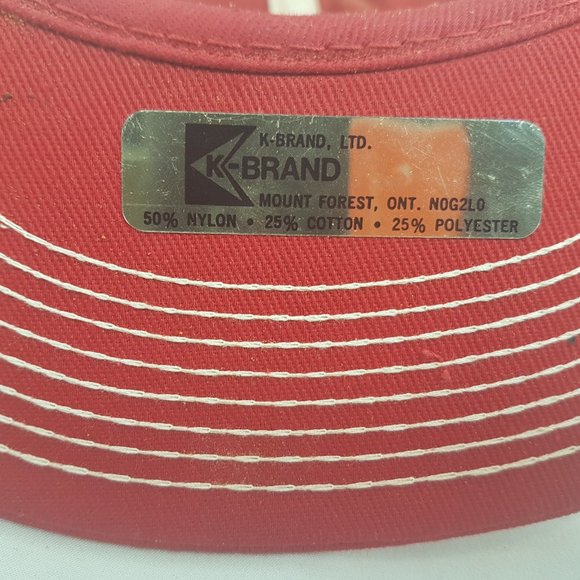 K-BRAND, LTD.
K-BRAND
MOUNT FOREST, ONT. N0G2L0
50% NYLON • 25% COTTON • 25% POLYESTER